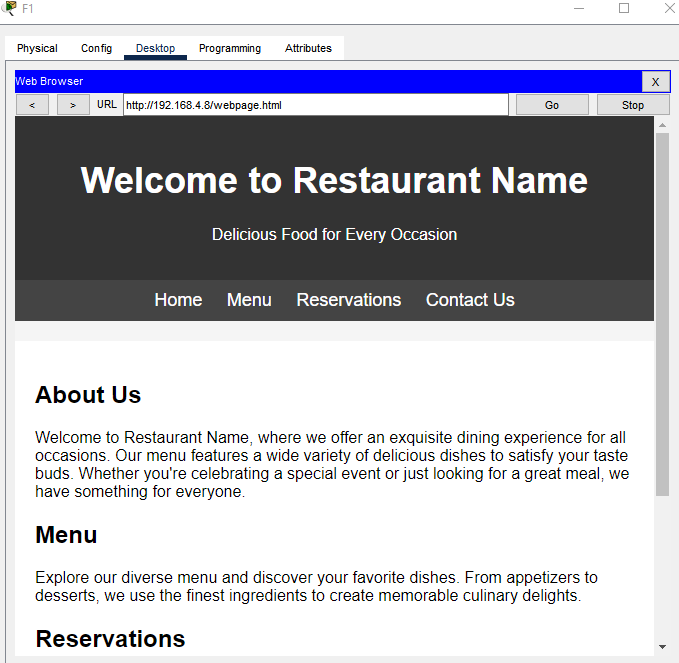 F1
Physical Config Desktop Programming Attributes
Web Browser X
< > URL http://192.168.4.8/webpage.html Go Stop
Welcome to Restaurant Name
Delicious Food for Every Occasion
Home Menu Reservations Contact Us
About Us
Welcome to Restaurant Name, where we offer an exquisite dining experience for all
occasions. Our menu features a wide variety of delicious dishes to satisfy your taste
buds. Whether you're celebrating a special event or just looking for a great meal, we
have something for everyone.
Menu
Explore our diverse menu and discover your favorite dishes. From appetizers to
desserts, we use the finest ingredients to create memorable culinary delights.
Reservations